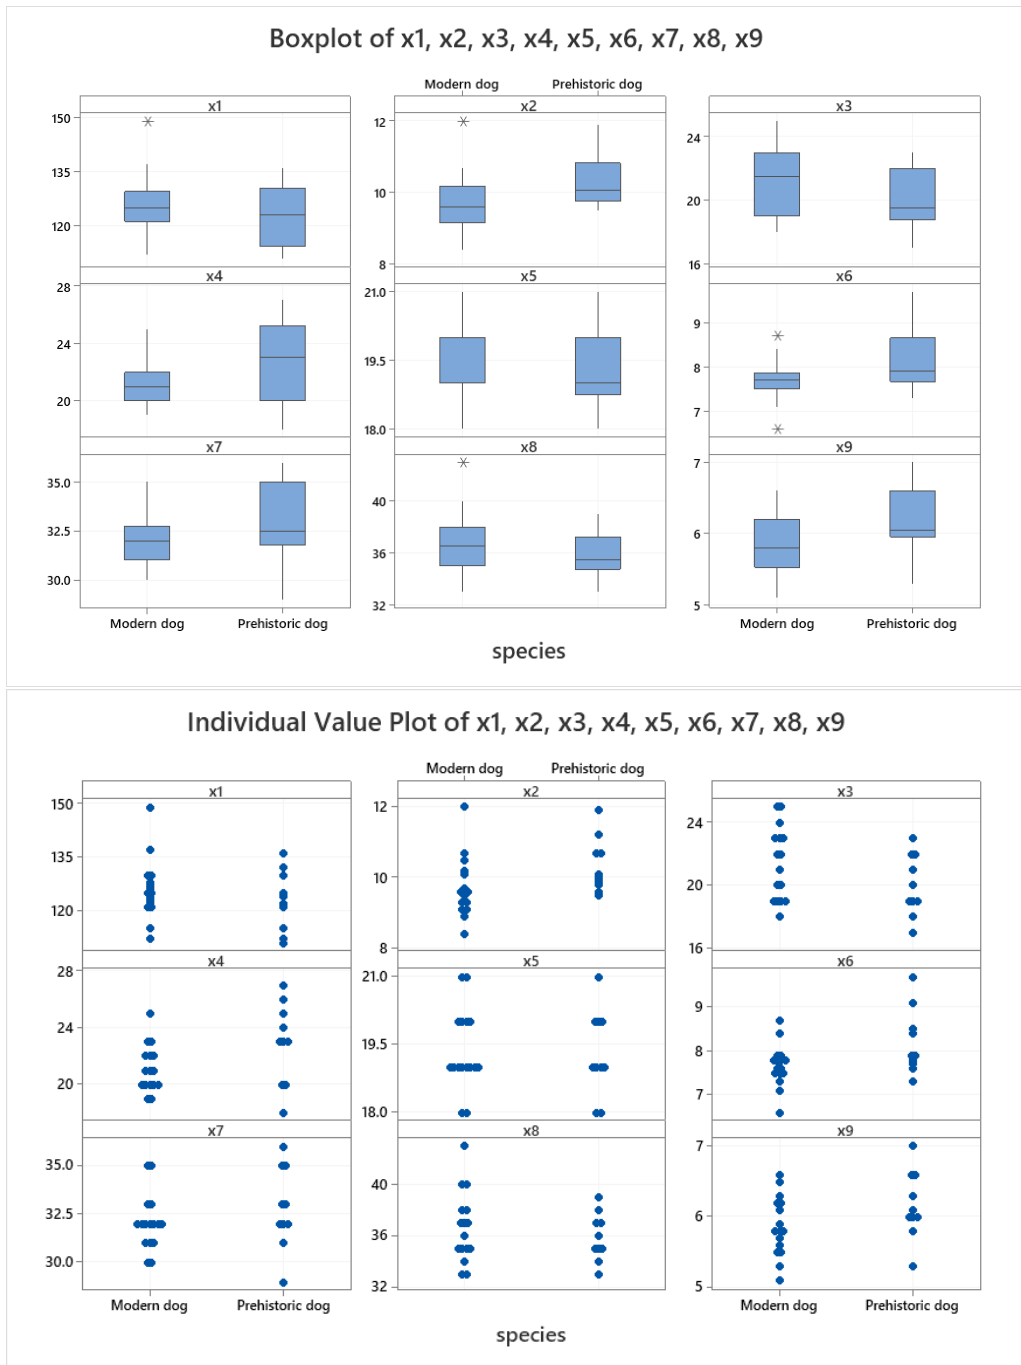 Boxplot of x1, x2, x3, x4, x5, x6, x7, x8, x9
Modern dog Prehistoric dog
x1 x2 x3
150 135 120
12 10 8
24 20 16
x4 x5 x6
28 24 20
21.0 19.5 18.0
9 8 7
x7 x8 x9
35.0 32.5 30.0
40 36 32
7 6 5
Modern dog Prehistoric dog Modern dog Prehistoric dog
species
Individual Value Plot of x1, x2, x3, x4, x5, x6, x7, x8, x9
Modern dog Prehistoric dog
x1 x2 x3
150 135 120
12 10 8
24 20 16
x4 x5 x6
28 24 20
21.0 19.5 18.0
9 8 7
x7 x8 x9
35.0 32.5 30.0
40 36 32
7 6 5
Modern dog Prehistoric dog Modern dog Prehistoric dog
species